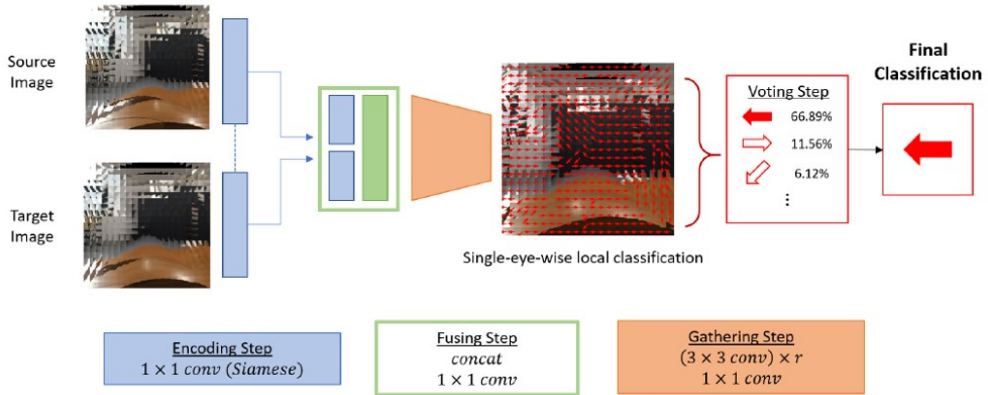 Source
Image
Target
Image
Single-eye-wise local classification
Voting Step
66.89%
11.56%
6.12%
⋮
Final
Classification
Encoding Step
1 × 1 conv (Siamese)
Fusing Step
concat
1 × 1 conv
Gathering Step
(3 × 3 conv) × r
1 × 1 conv